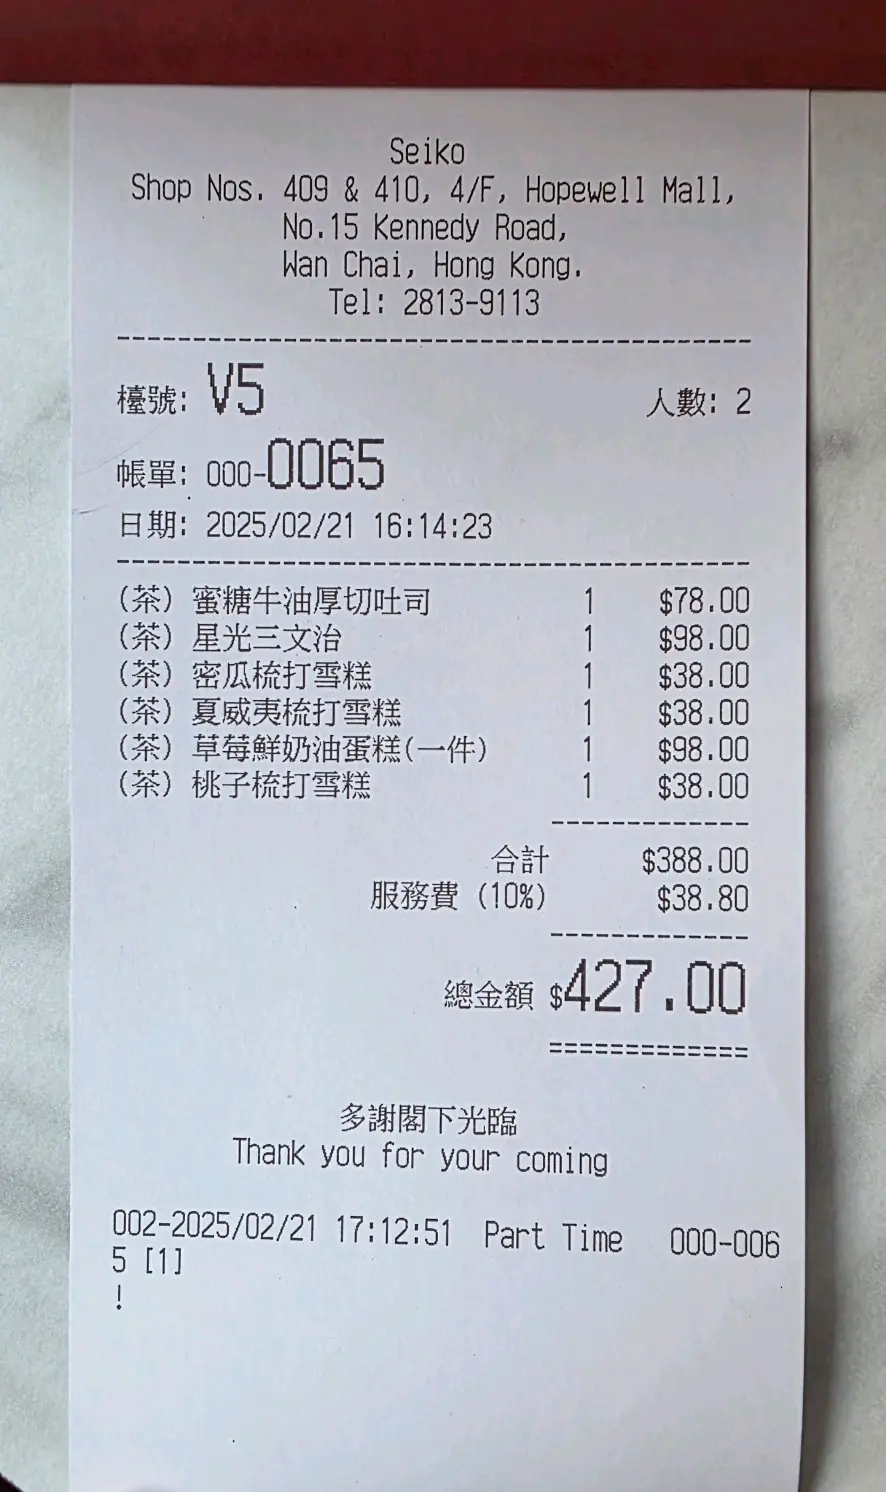 Seiko
Shop Nos. 409 & 410, 4/F, Hopewell Mall,
No.15 Kennedy Road,
Wan Chai, Hong Kong.
Tel: 2813-9113
檯號: V5 人數: 2
帳單: 000-0065
日期: 2025/02/21 16:14:23
(茶) 蜜糖牛油厚切吐司 1 $78.00
(茶) 星光三文治 1 $98.00
(茶) 密瓜梳打雪糕 1 $38.00
(茶) 夏威夷梳打雪糕 1 $38.00
(茶) 草莓鮮奶油蛋糕(一件) 1 $98.00
(茶) 桃子梳打雪糕 1 $38.00
合計 $388.00
服務費 (10%) $38.80
總金額 $427.00
多謝閣下光臨
Thank you for your coming
002-2025/02/21 17:12:51 Part Time 000-006
5 [1]
!